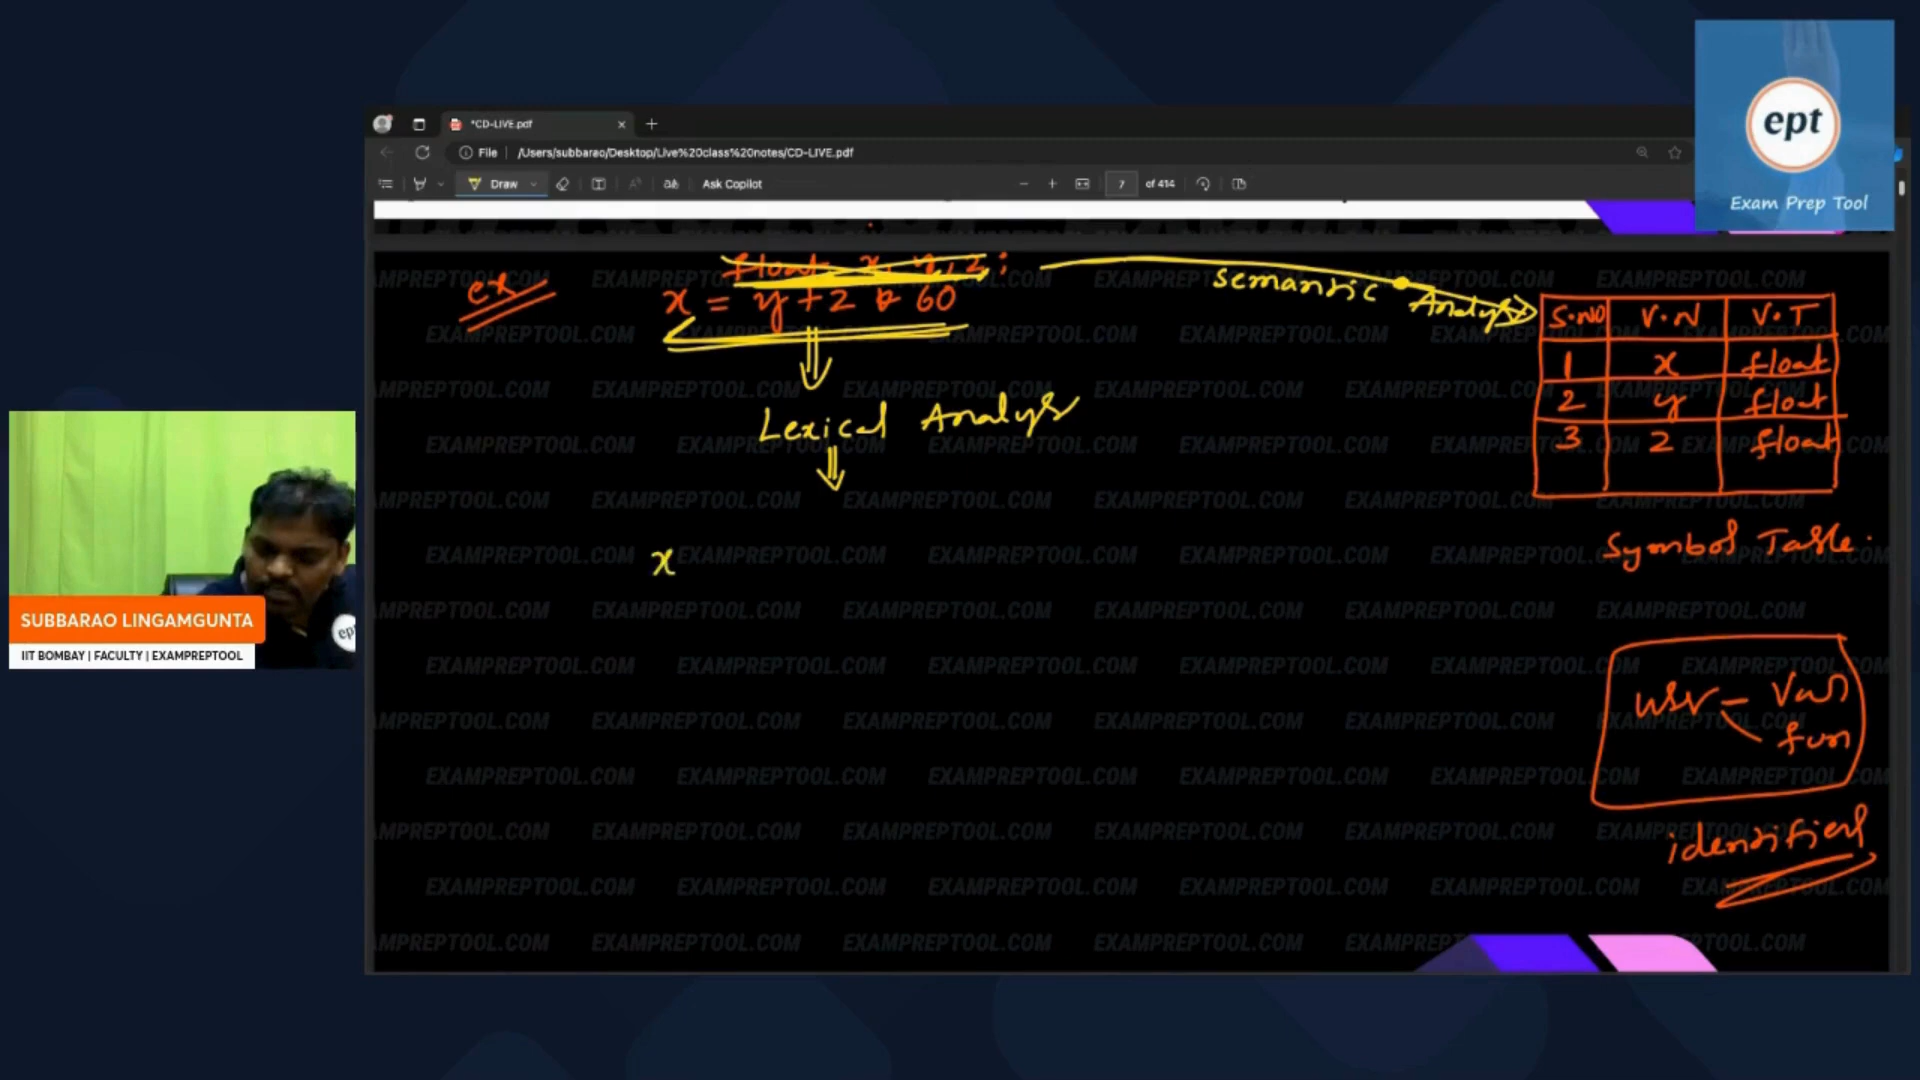 ept
Exam Prep Tool
*CD-LIVE.pdf
File | /Users/subbarao/Desktop/Live%20class%20notes/CD-LIVE.pdf
Draw
Ask Copilot
7 of 414
ex
float x, y, z ;
x = y + z * 60
semantic Analysis
Lexical Analysis
x
S.NO V.N V.T
1 x float
2 y float
3 z float
Symbol Table.
usr - Var
fun
identifiers
SUBBARAO LINGAMGUNTA
IIT BOMBAY | FACULTY | EXAMPREPTOOL
EXAMPREPTOOL.COM